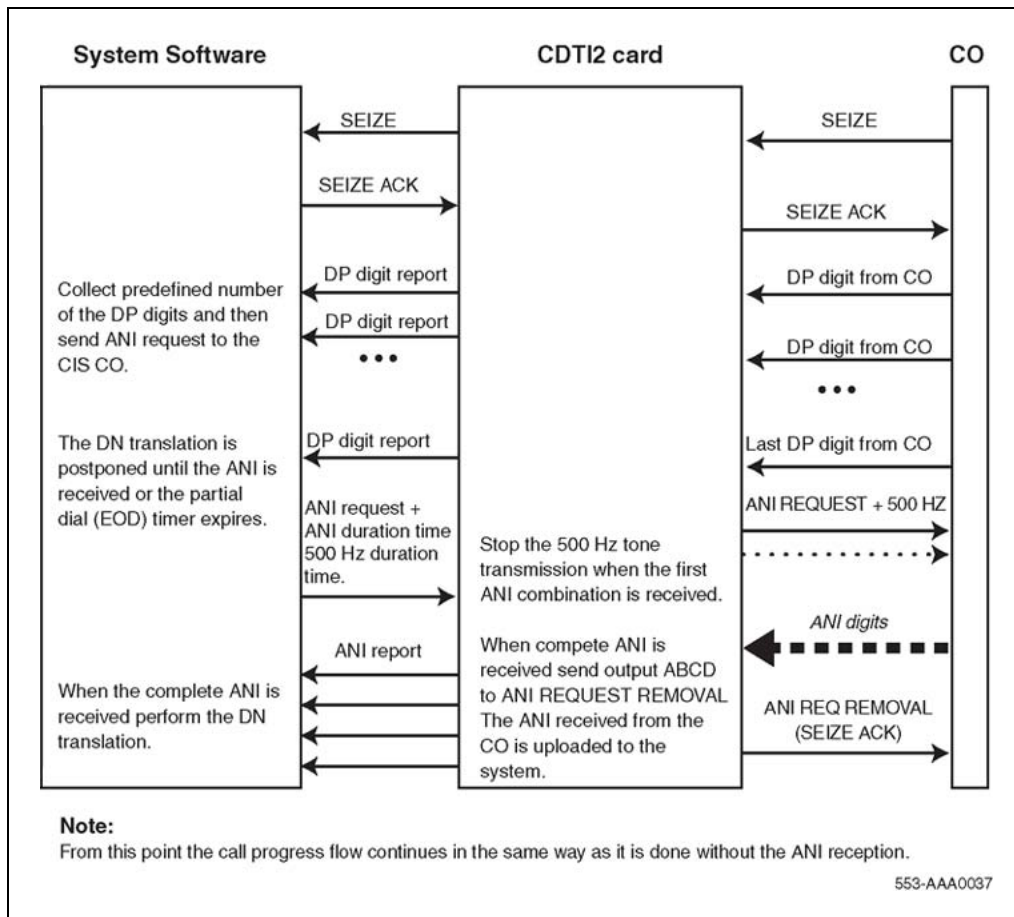 System Software
CDTI2 card
CO
SEIZE
SEIZE
SEIZE ACK
SEIZE ACK
DP digit report
DP digit from CO
Collect predefined number
of the DP digits and then
send ANI request to the
CIS CO.
DP digit report
•••
DP digit from CO
•••
The DN translation is
postponed until the ANI is
received or the partial
dial (EOD) timer expires.
DP digit report
Last DP digit from CO
ANI request +
ANI duration time
500 Hz duration
time.
ANI REQUEST + 500 HZ
Stop the 500 Hz tone
transmission when the first
ANI combination is received.
ANI digits
ANI report
When compete ANI is
received send output ABCD
to ANI REQUEST REMOVAL
The ANI received from the
CO is uploaded to the
system.
When the complete ANI is
received perform the DN
translation.
ANI REQ REMOVAL
(SEIZE ACK)
Note:
From this point the call progress flow continues in the same way as it is done without the ANI reception.
553-AAA0037